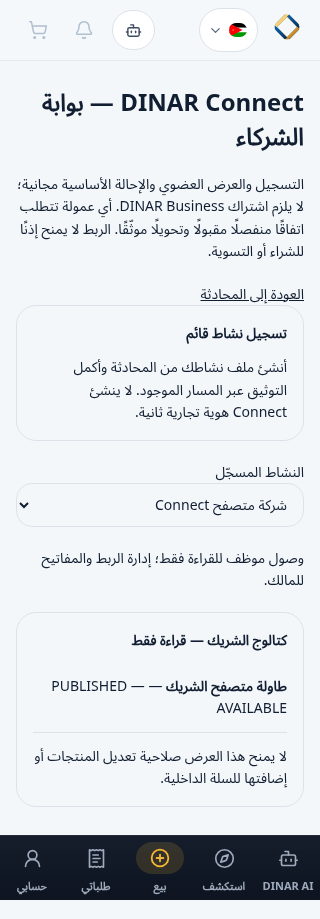 DINAR Connect — بوابة
الشركاء
التسجيل والعرض العضوي والإحالة الأساسية مجانية؛
لا يلزم اشتراك DINAR Business. أي عمولة تتطلب
اتفاقًا منفصلًا مقبولًا وتحويلًا موثّقًا. الربط لا يمنح إذنًا
للشراء أو التسوية.
العودة إلى المحادثة
تسجيل نشاط قائم
أنشئ ملف نشاطك من المحادثة وأكمل
التوثيق عبر المسار الموجود. لا ينشئ
Connect هوية تجارية ثانية.
النشاط المسجّل
شركة متصفح Connect
وصول موظف للقراءة فقط؛ إدارة الربط والمفاتيح
للمالك.
كتالوج الشريك — قراءة فقط
طاولة متصفح الشريك — PUBLISHED — —
AVAILABLE
لا يمنح هذا العرض صلاحية تعديل المنتجات أو
إضافتها للسلة الداخلية.
DINAR AI
استكشف
بيع
طلباتي
حسابي